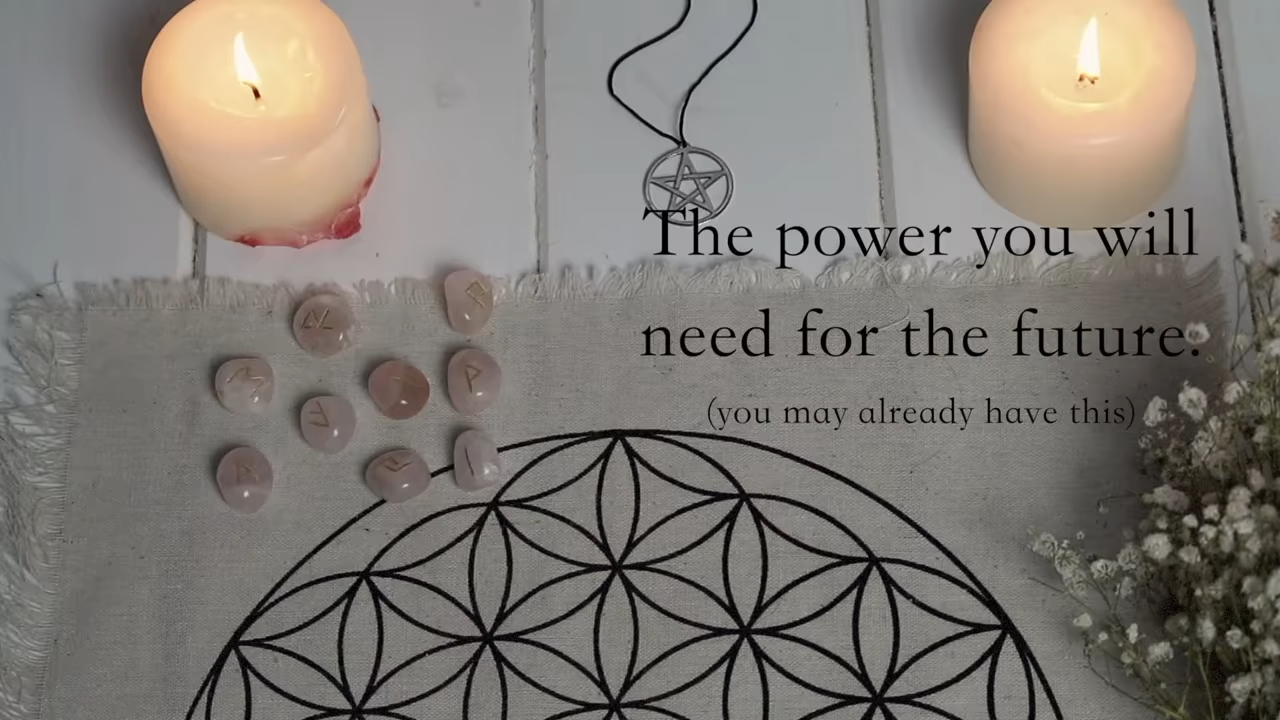 The power you will
need for the future.
(you may already have this)